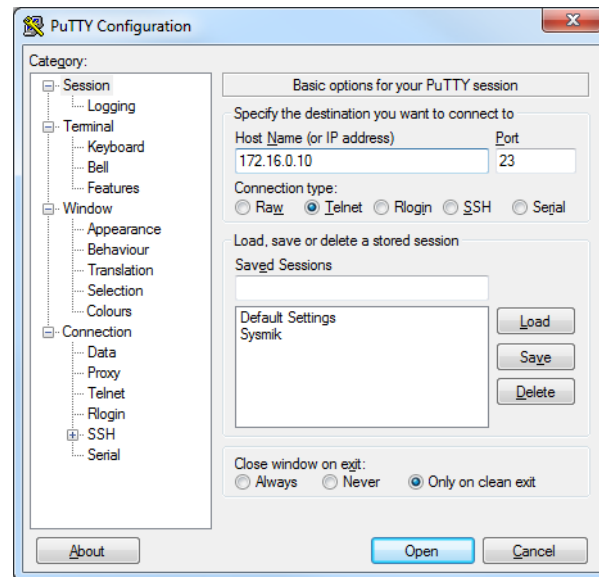 PuTTY Configuration
Category:
Session
Logging
Terminal
Keyboard
Bell
Features
Window
Appearance
Behaviour
Translation
Selection
Colours
Connection
Data
Proxy
Telnet
Rlogin
SSH
Serial
Basic options for your PuTTY session
Specify the destination you want to connect to
Host Name (or IP address) Port
172.16.0.10 23
Connection type:
Raw Telnet Rlogin SSH Serial
Load, save or delete a stored session
Saved Sessions
Default Settings
Sysmik
Load
Save
Delete
Close window on exit:
Always Never Only on clean exit
About Open Cancel